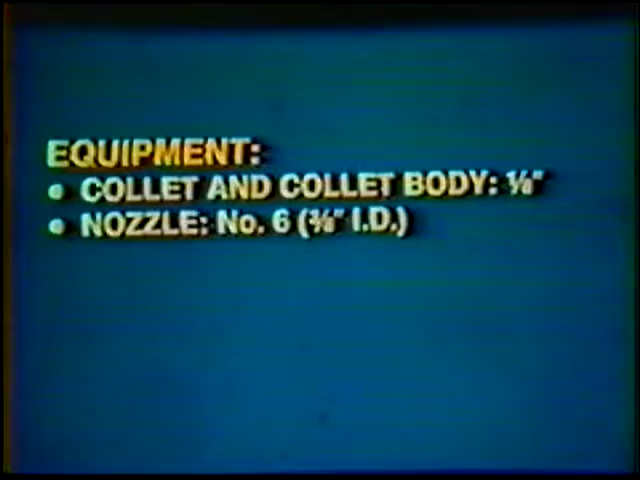 EQUIPMENT:
• COLLET AND COLLET BODY: ⅛"
• NOZZLE: No. 6 (⅜" I.D.)